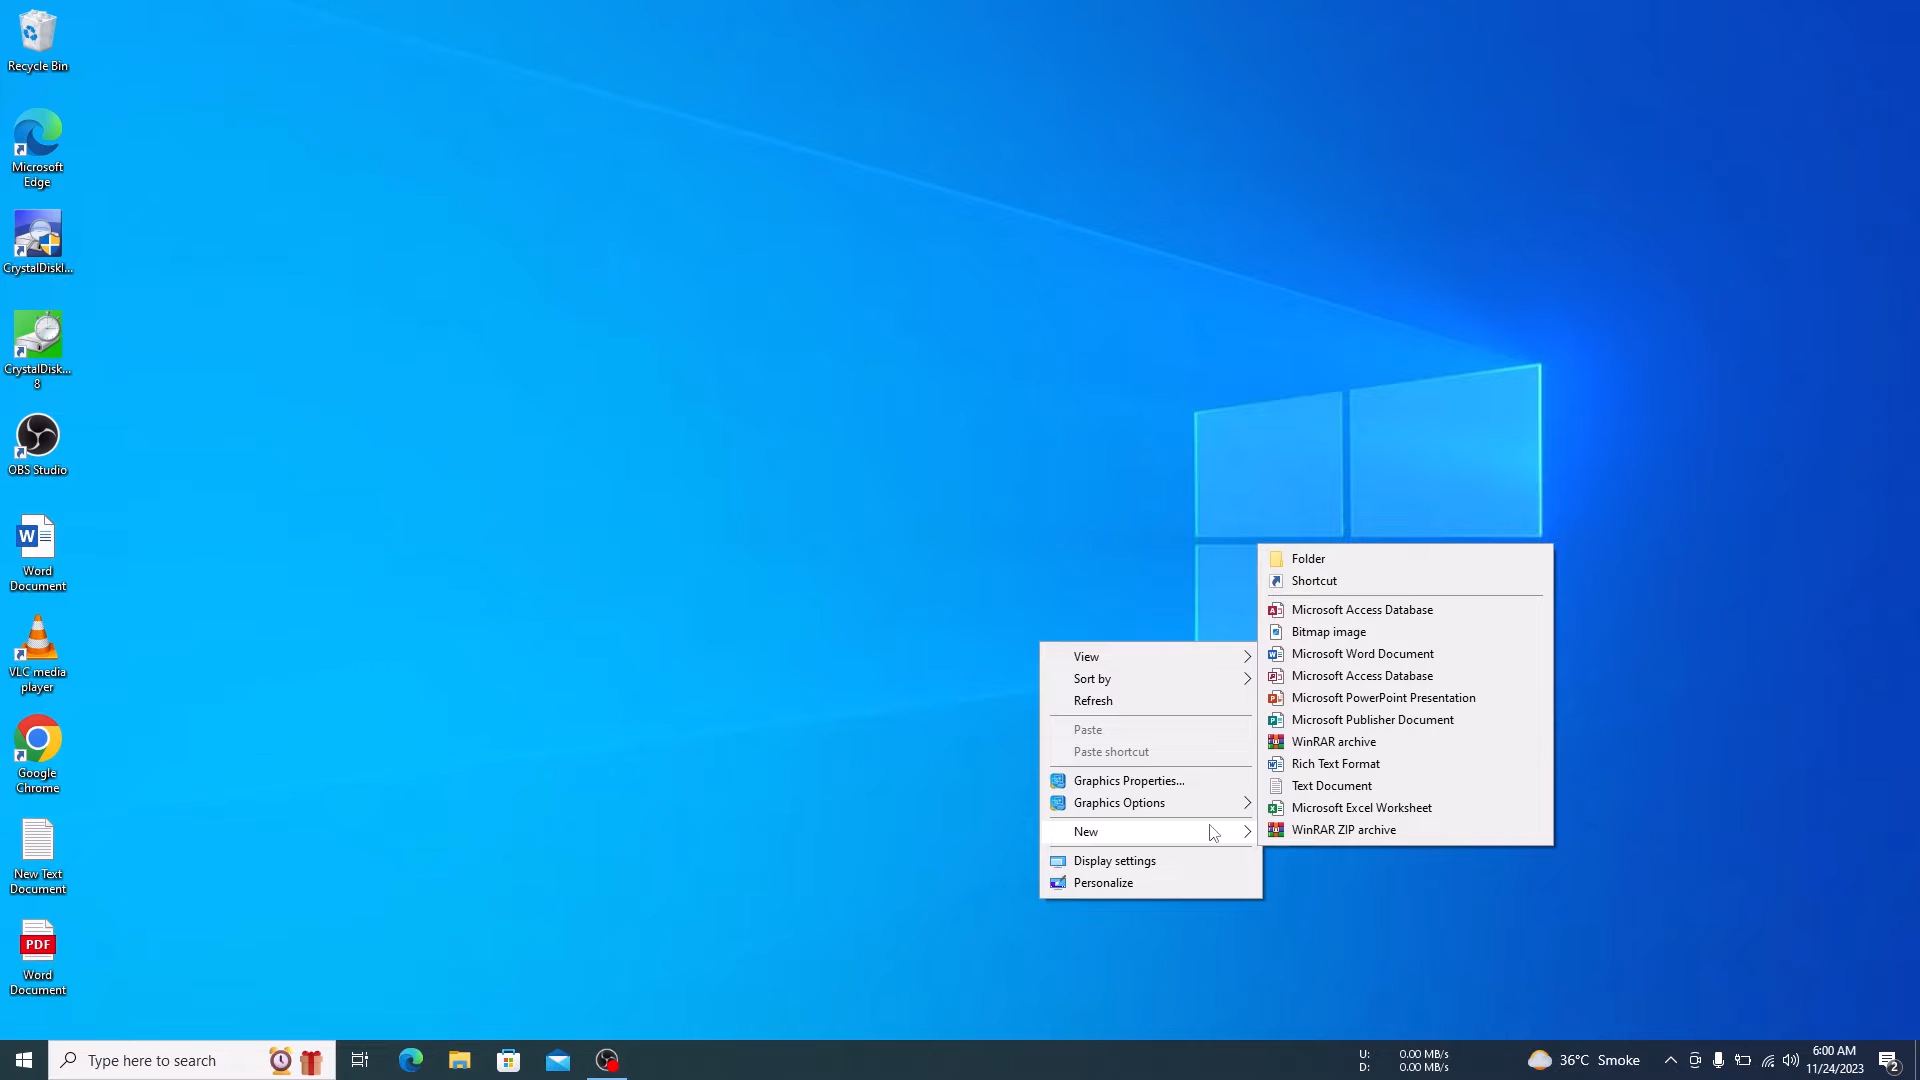 Recycle Bin
Microsoft
Edge
CrystalDiskI...
CrystalDisk...
8
OBS Studio
W
Word
Document
VLC media
player
Google
Chrome
New Text
Document
PDF
Word
Document
View
Sort by
Refresh
Paste
Paste shortcut
Graphics Properties...
Graphics Options
New
Display settings
Personalize
Folder
Shortcut
Microsoft Access Database
Bitmap image
Microsoft Word Document
Microsoft Access Database
Microsoft PowerPoint Presentation
Microsoft Publisher Document
WinRAR archive
Rich Text Format
Text Document
Microsoft Excel Worksheet
WinRAR ZIP archive
Type here to search
U: 0.00 MB/s
D: 0.00 MB/s
36°C Smoke
6:00 AM
11/24/2023
2